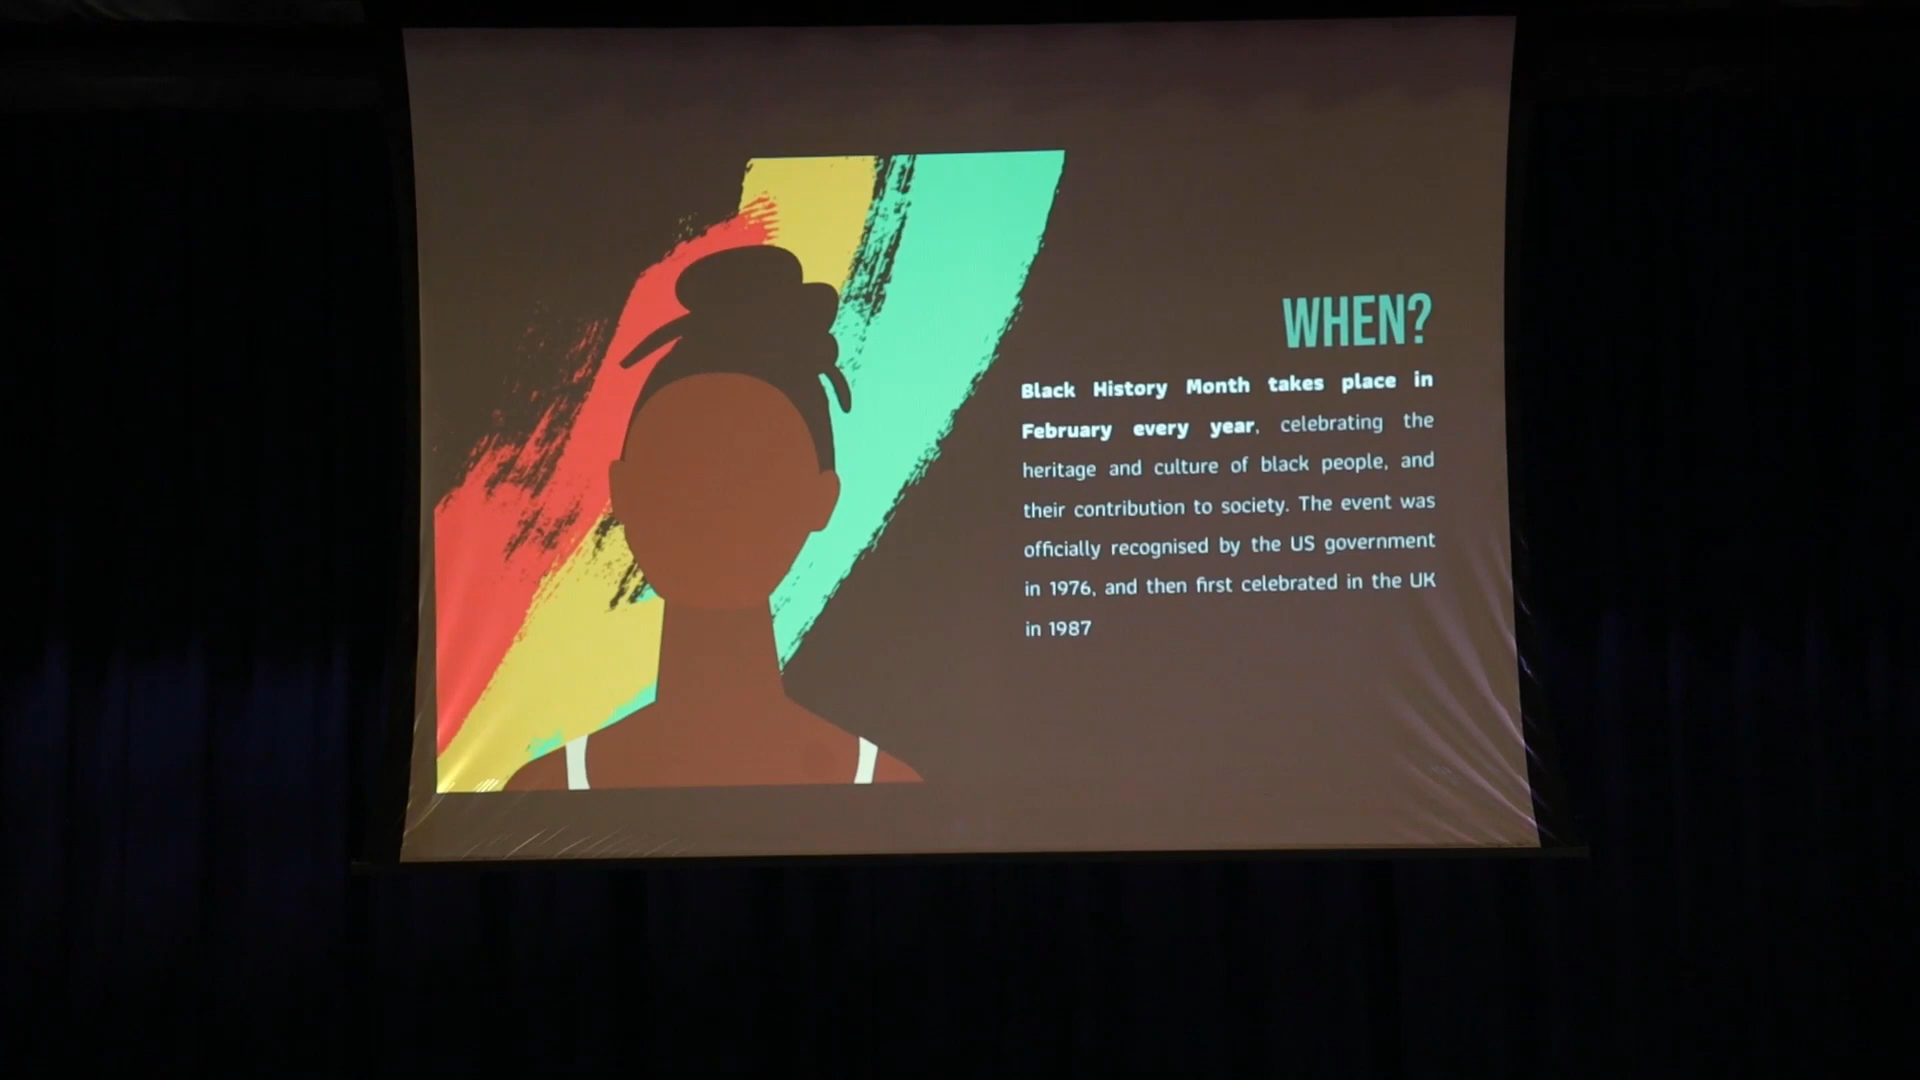 WHEN?
Black History Month takes place in
February every year, celebrating the
heritage and culture of black people, and
their contribution to society. The event was
officially recognised by the US government
in 1976, and then first celebrated in the UK
in 1987